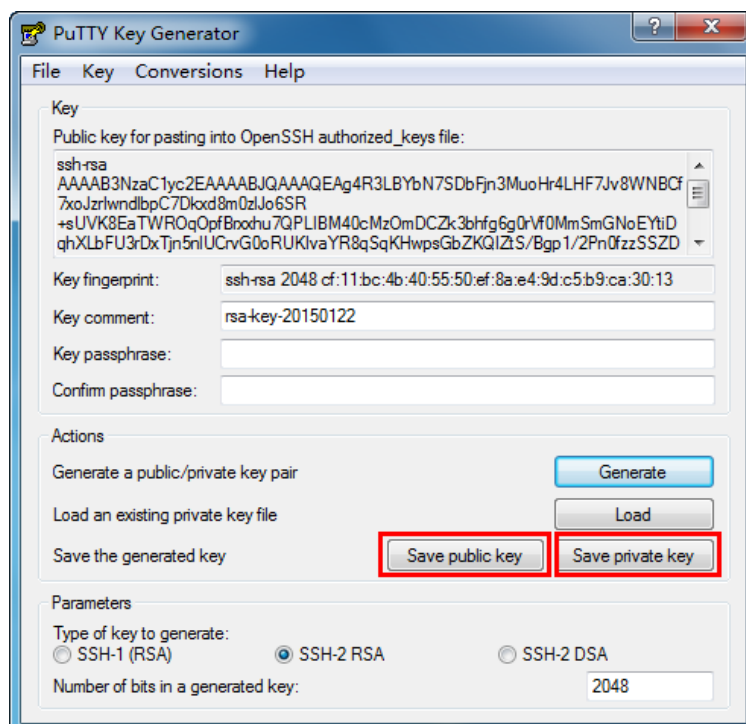 PuTTY Key Generator
File Key Conversions Help
Key
Public key for pasting into OpenSSH authorized_keys file:
ssh-rsa
AAAAB3NzaC1yc2EAAAABJQAAAQEAg4R3LBYbN7SDbFjn3MuoHr4LHF7Jv8WNBCf
7xoJzrIwndlbpC7Dkxd8m0zlJo6SR
+sUVK8EaTWROqOpfBrxxhu7QPLIBM40cMzOmDCZk3bhfg6g0rVf0MmSmGNoEYtiD
qhXLbFU3rDxTjn5nlUCrvG0oRUKlvaYR8qSqKHwpsGbZKQIZtS/Bgp1/2Pn0fzzSSZD
Key fingerprint: ssh-rsa 2048 cf:11:bc:4b:40:55:50:ef:8a:e4:9d:c5:b9:ca:30:13
Key comment: rsa-key-20150122
Key passphrase:
Confirm passphrase:
Actions
Generate a public/private key pair Generate
Load an existing private key file Load
Save the generated key Save public key Save private key
Parameters
Type of key to generate:
SSH-1 (RSA) SSH-2 RSA SSH-2 DSA
Number of bits in a generated key: 2048